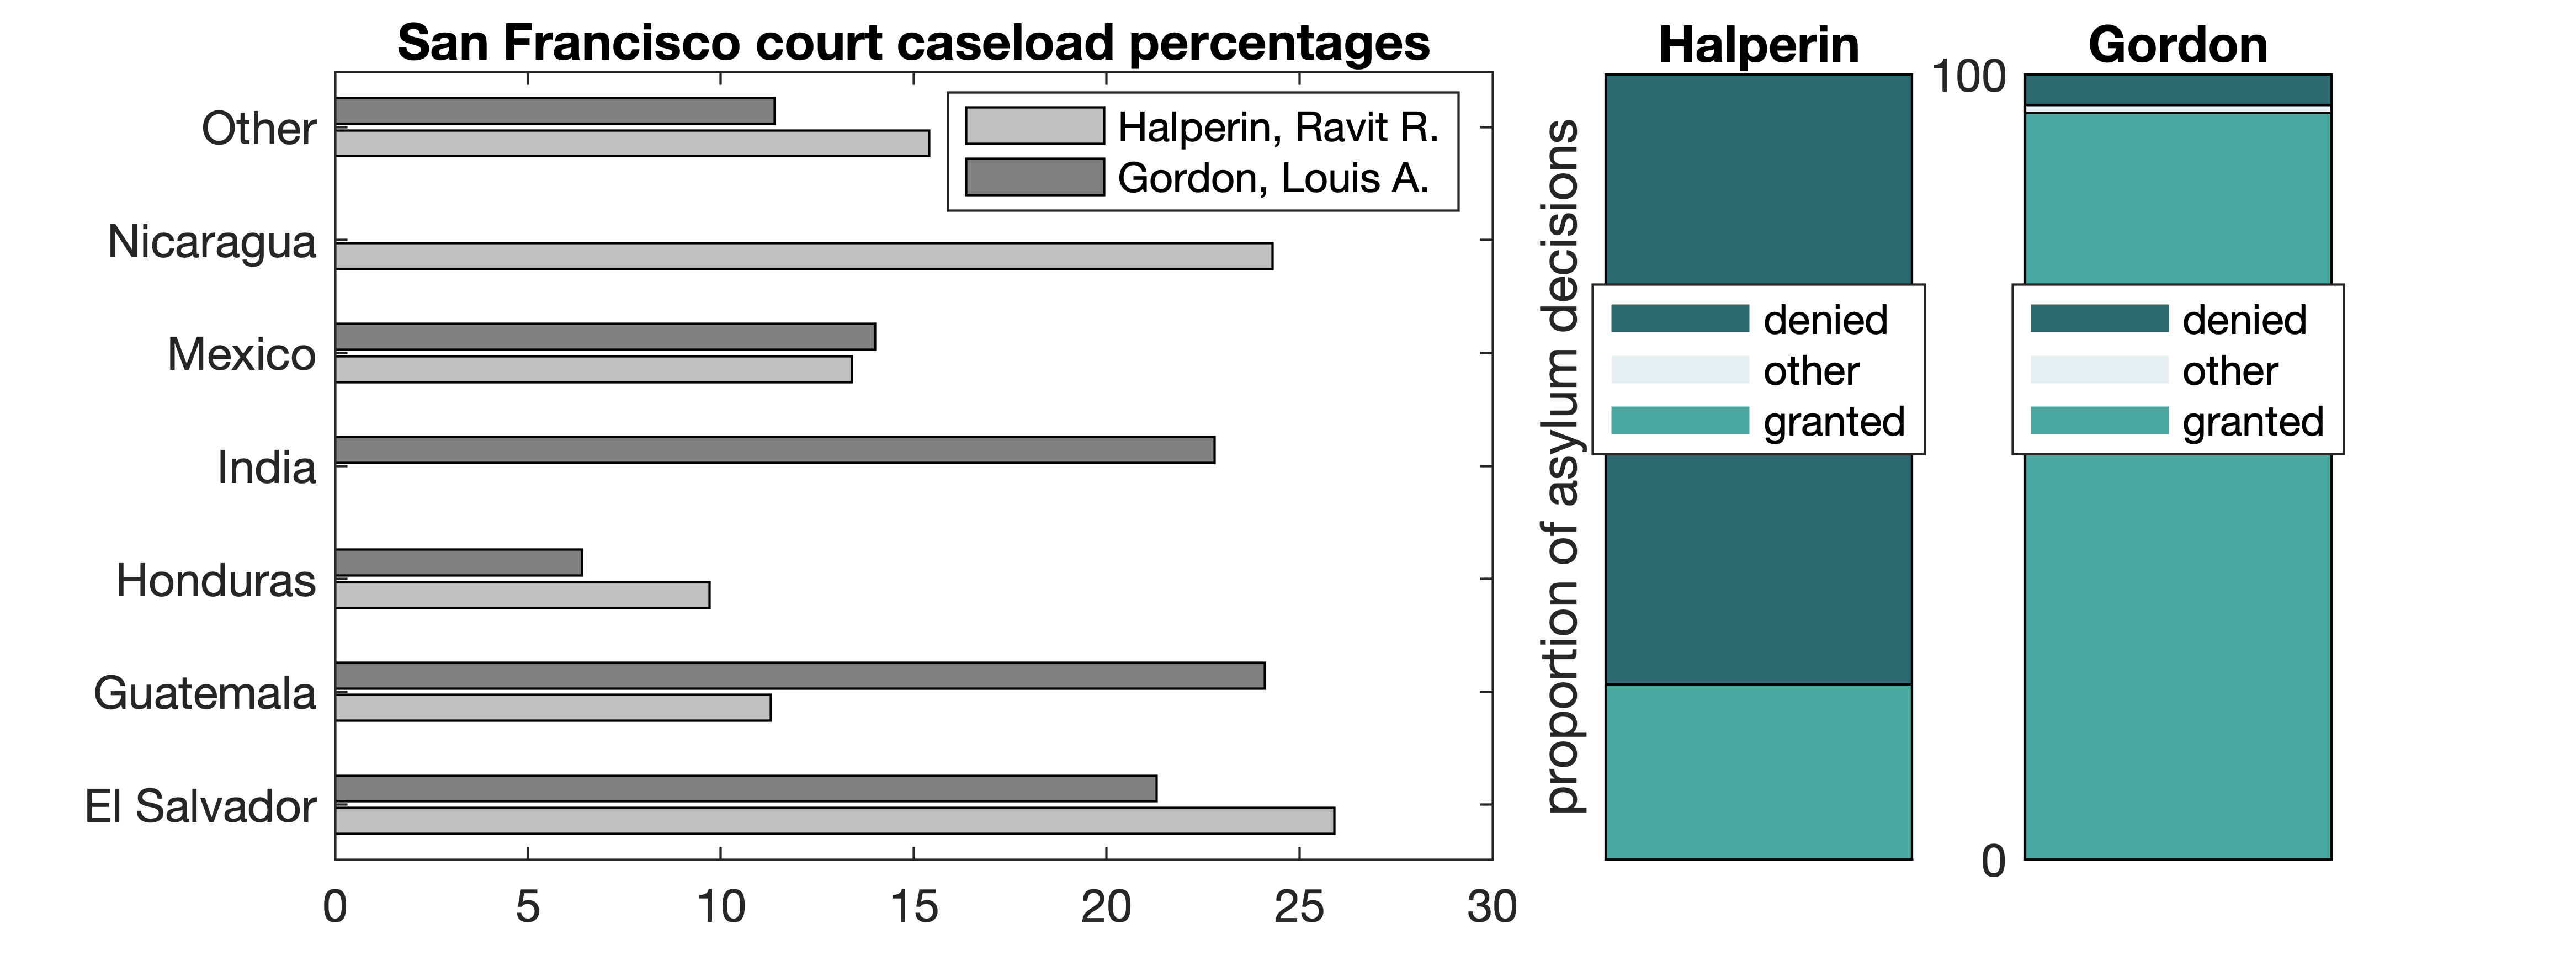 San Francisco court caseload percentages
Other
Nicaragua
Mexico
India
Honduras
Guatemala
El Salvador
0 5 10 15 20 25 30
Halperin, Ravit R.
Gordon, Louis A.
proportion of asylum decisions
Halperin
denied
other
granted
100
0
Gordon
denied
other
granted